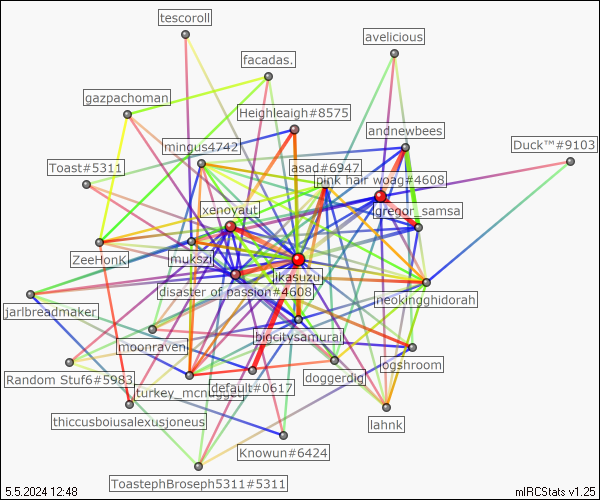 tescoroll
avelicious
facadas.
gazpachoman
Heighleaigh#8575
andnewbees
mingus4742
Duck™#9103
Toast#5311
asad#6947
pink hair woag#4608
xenoyaut
gregor_samsa
ZeeHonK
mukszi
ikasuzu
disaster of passion#4608
neokingghidorah
jarlbreadmaker
bigcitysamurai
moonraven
ogshroom
Random Stuf6#5983
doggerdig
default#0617
turkey_mcnugget
thiccusboiusalexusjoneus
lahnk
Knowun#6424
ToastephBroseph5311#5311
5.5.2024 12:48
mIRCStats v1.25